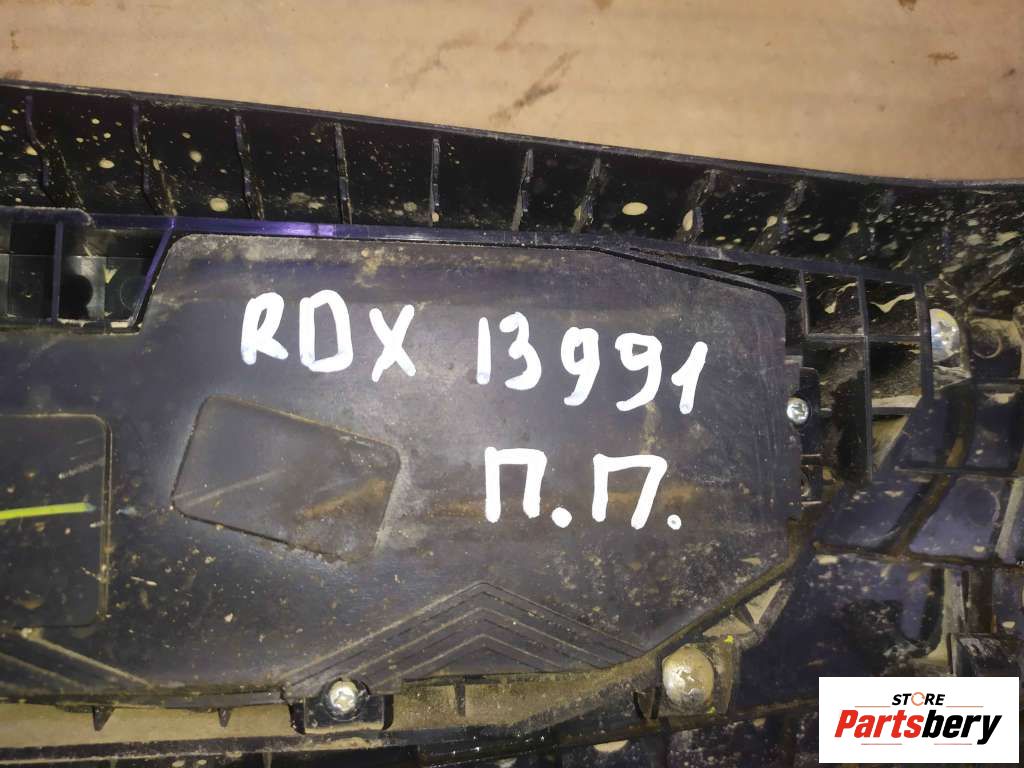 RDX 13991
П.П.
STORE
Partsbery